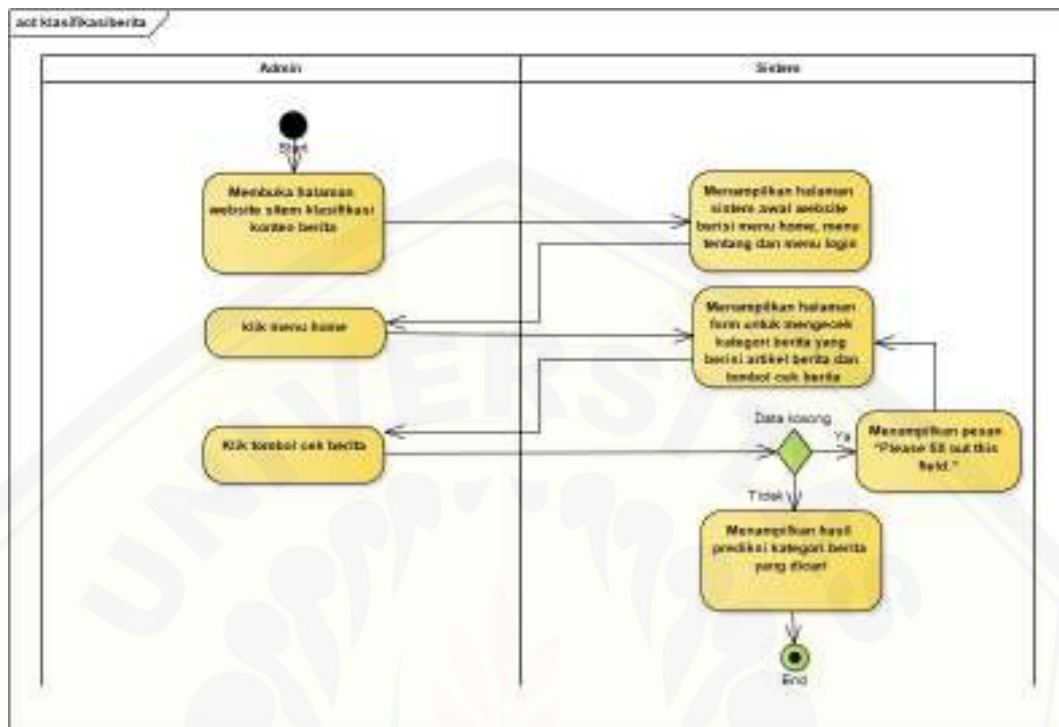 act klasifikasiberita
Admin
Sistem
Start
Membuka halaman
website sitem klasifikasi
konten berita
Menampilkan halaman
sistem awal website
berisi menu home, menu
tentang dan menu login
klik menu home
Menampilkan halaman
form untuk mengecek
kategori berita yang
berisi artikel berita dan
tombol cek berita
Klik tombol cek berita
Data kosong
Ya
Menampilkan pesan
"Please fill out this
field."
Tidak
Menampilkan hasil
prediksi kategori berita
yang dicari
End
UNIVERSITAS